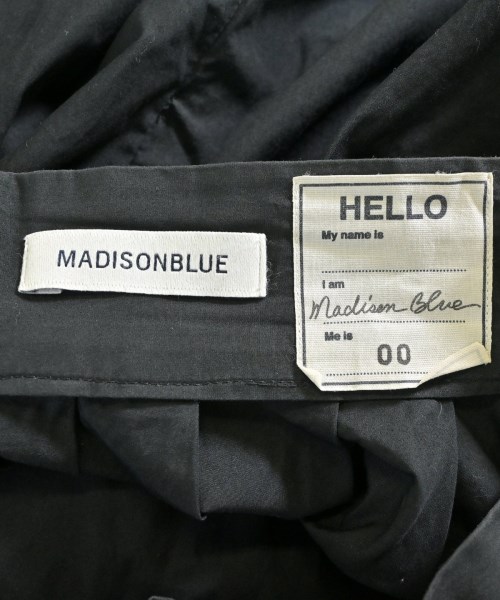 MADISONBLUE
HELLO
My name is
I am
Madison Blue
Me is
00